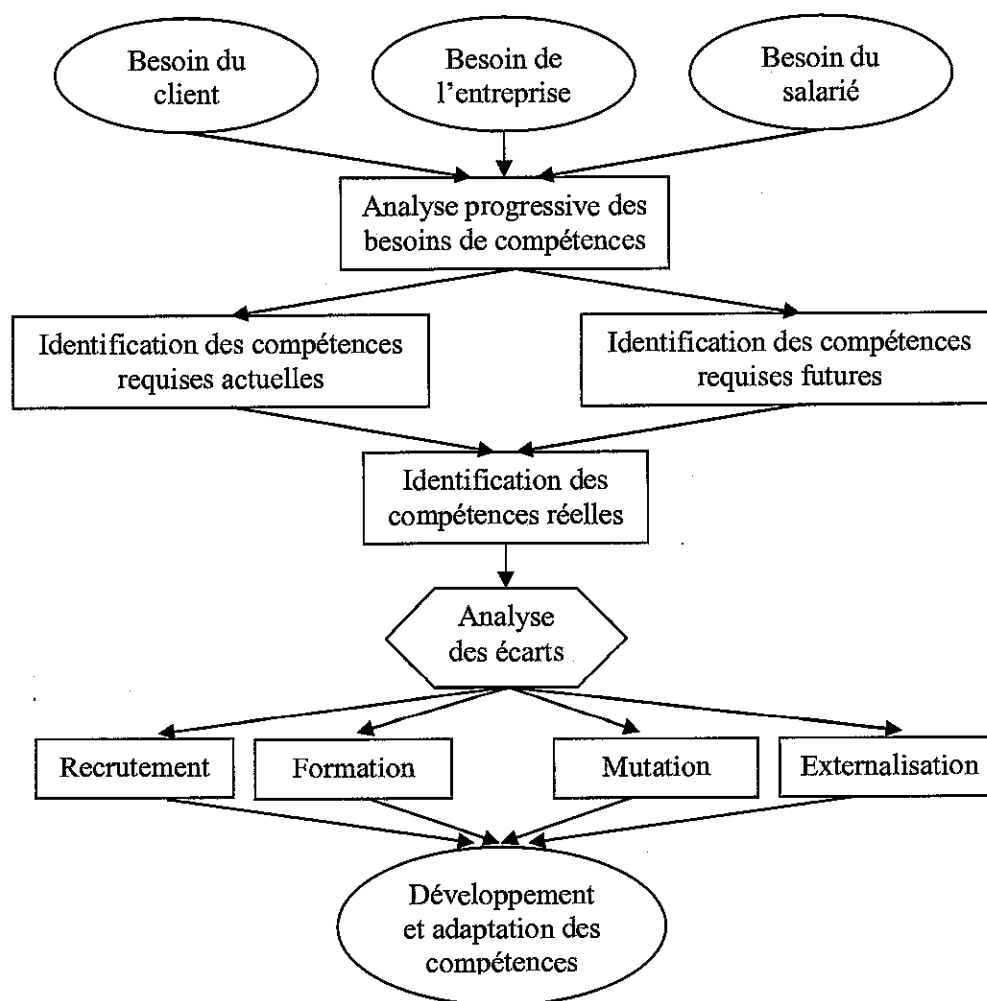 Besoin du
client
Besoin de
l'entreprise
Besoin du
salarié
Analyse progressive des
besoins de compétences
Identification des compétences
requises actuelles
Identification des compétences
requises futures
Identification des
compétences réelles
Analyse
des écarts
Recrutement
Formation
Mutation
Externalisation
Développement
et adaptation des
compétences